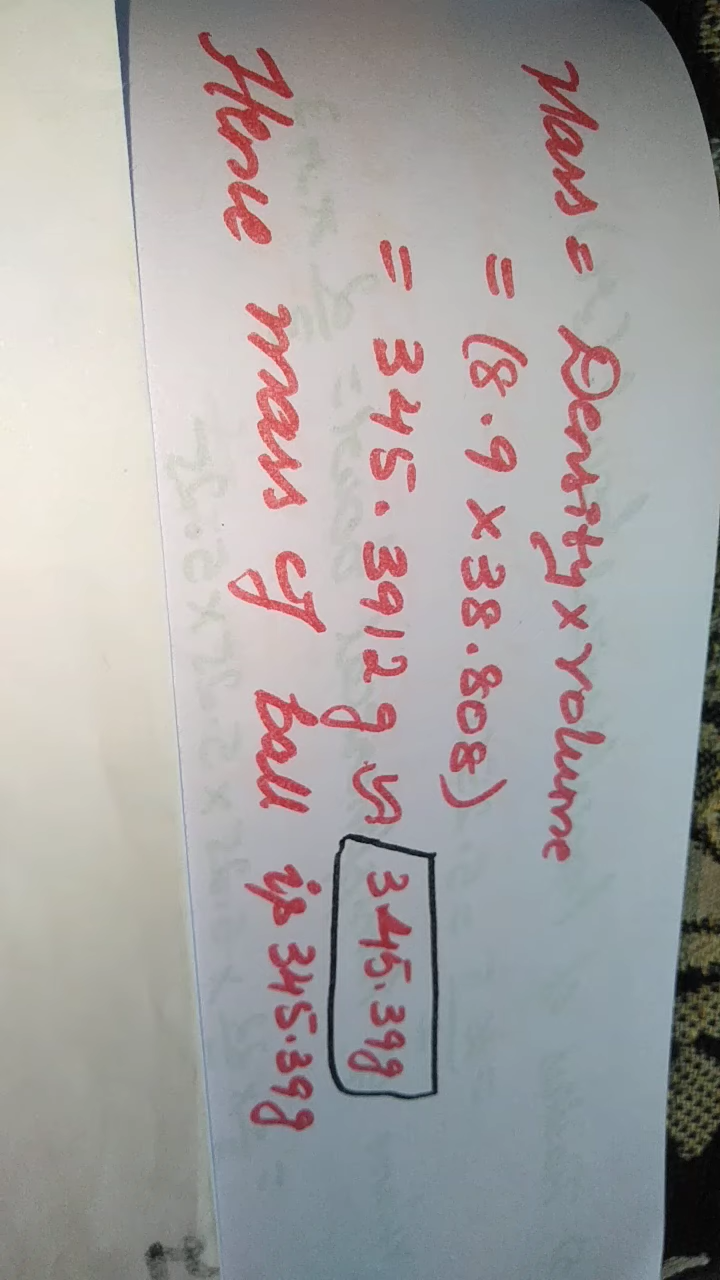 Mass = Density × volume
= (8.9 × 38.808)
= 345.3912 g ⇒ 345.39g
Hence mass of ball is 345.39g